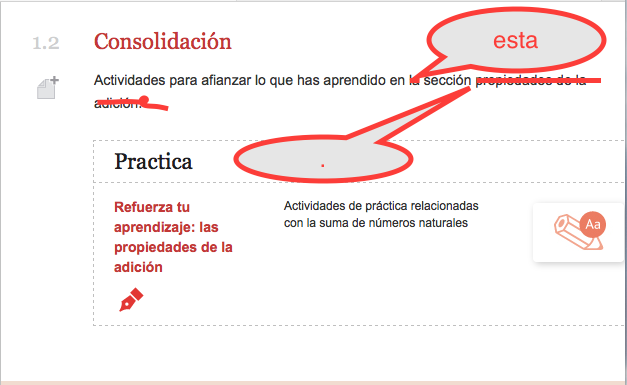 esta
1.2 Consolidación
Actividades para afianzar lo que has aprendido en la sección propiedades de la
adición.
.
Practica
Refuerza tu
aprendizaje: las
propiedades de la
adición
Actividades de práctica relacionadas
con la suma de números naturales
Aa